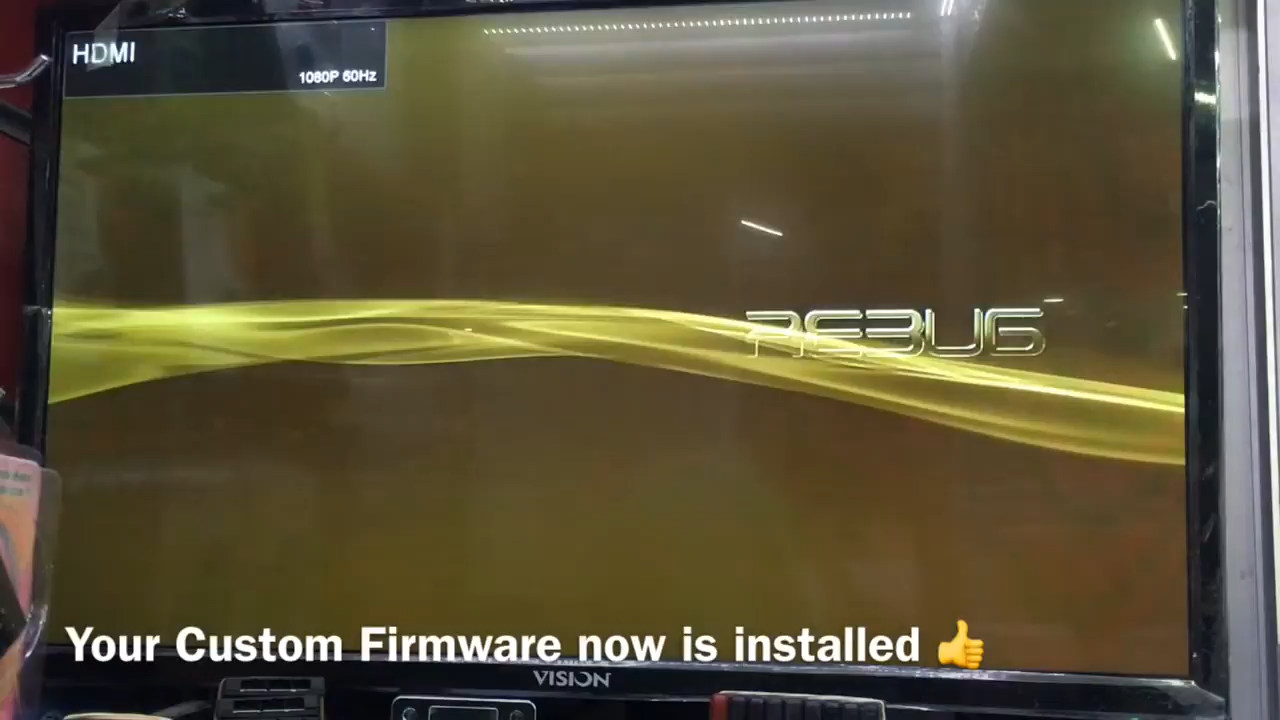 HDMI
1080P 60Hz
REBUG
Your Custom Firmware now is installed 👍
VISION